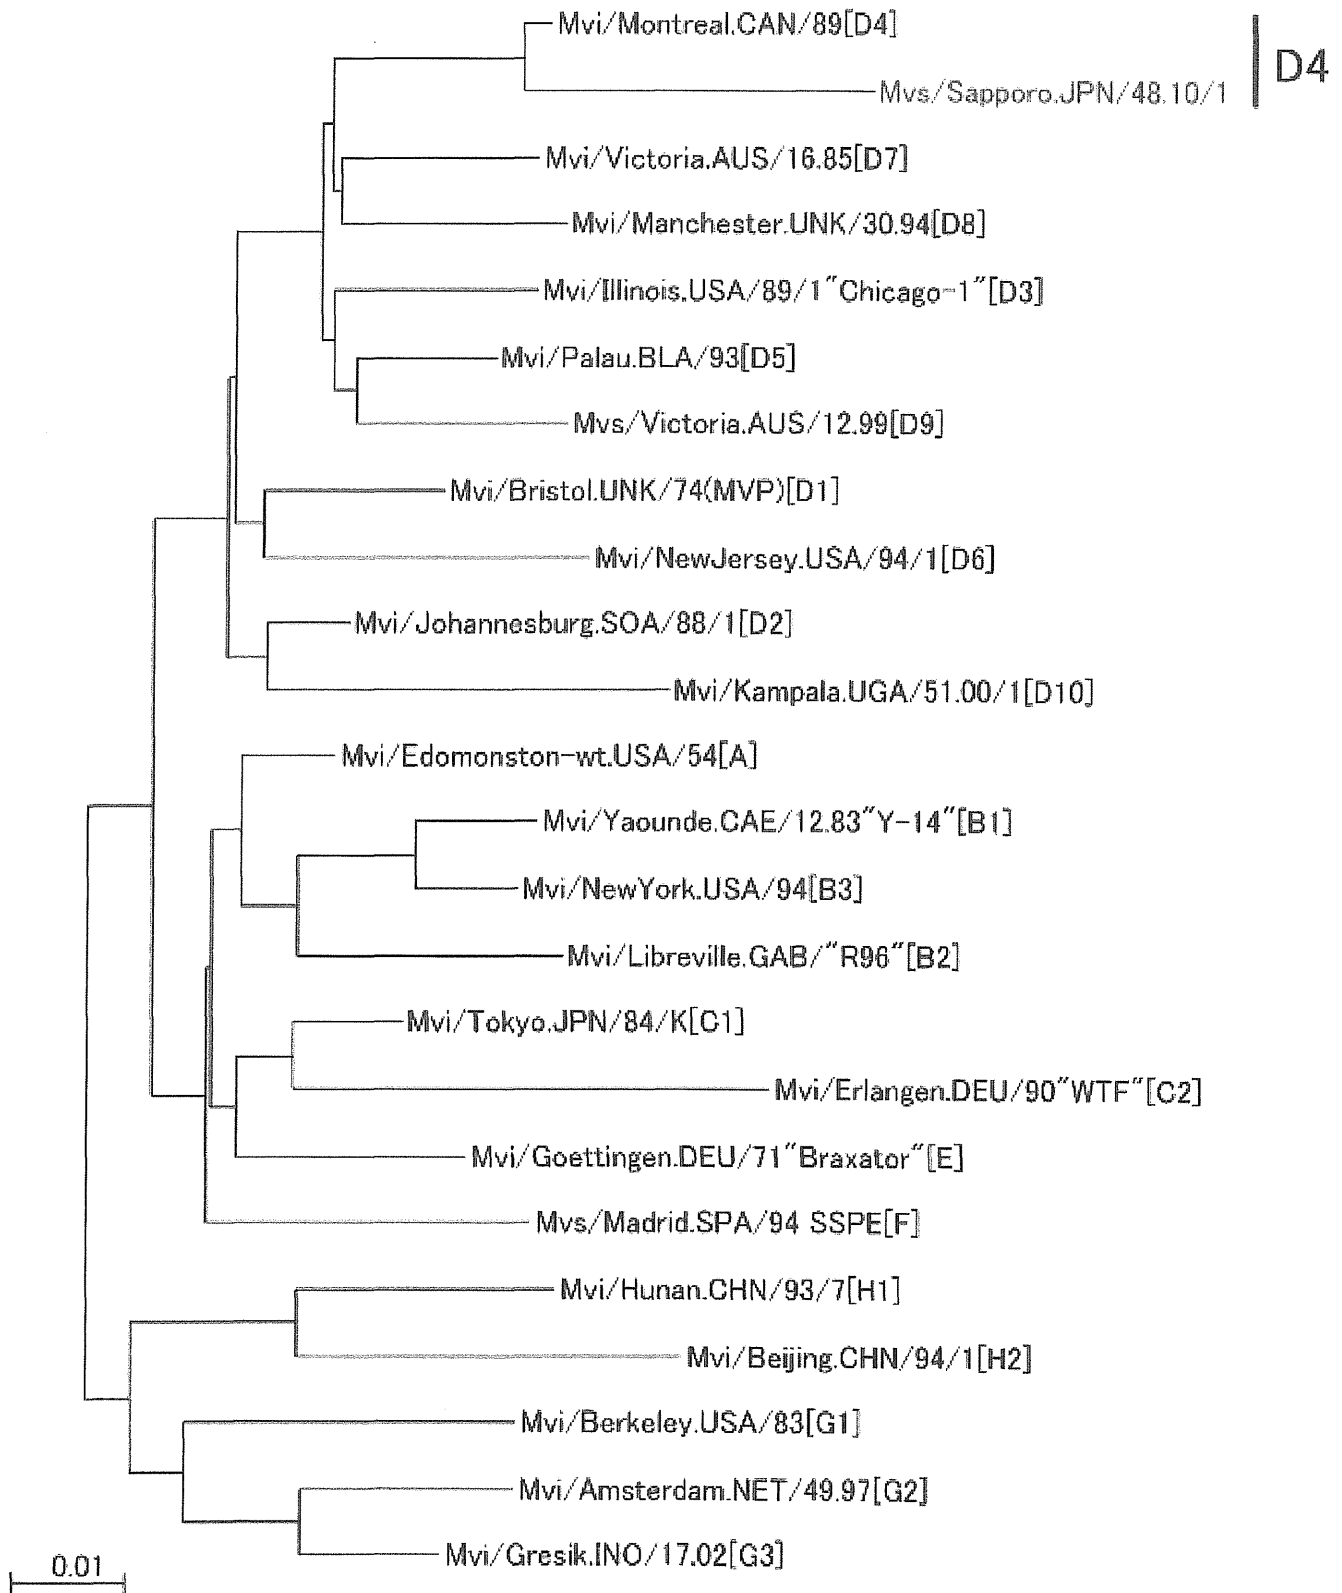 Mvi/Montreal.CAN/89[D4]
D4
Mvs/Sapporo.JPN/48.10/1
Mvi/Victoria.AUS/16.85[D7]
Mvi/Manchester.UNK/30.94[D8]
Mvi/Illinois.USA/89/1"Chicago-1"[D3]
Mvi/Palau.BLA/93[D5]
Mvs/Victoria.AUS/12.99[D9]
Mvi/Bristol.UNK/74(MVP)[D1]
Mvi/NewJersey.USA/94/1[D6]
Mvi/Johannesburg.SOA/88/1[D2]
Mvi/Kampala.UGA/51.00/1[D10]
Mvi/Edomonston-wt.USA/54[A]
Mvi/Yaounde.CAE/12.83"Y-14"[B1]
Mvi/NewYork.USA/94[B3]
Mvi/Libreville.GAB/"R96"[B2]
Mvi/Tokyo.JPN/84/K[C1]
Mvi/Erlangen.DEU/90"WTF"[C2]
Mvi/Goettingen.DEU/71"Braxator"[E]
Mvs/Madrid.SPA/94 SSPE[F]
Mvi/Hunan.CHN/93/7[H1]
Mvi/Beijing.CHN/94/1[H2]
Mvi/Berkeley.USA/83[G1]
Mvi/Amsterdam.NET/49.97[G2]
Mvi/Gresik.INO/17.02[G3]
0.01